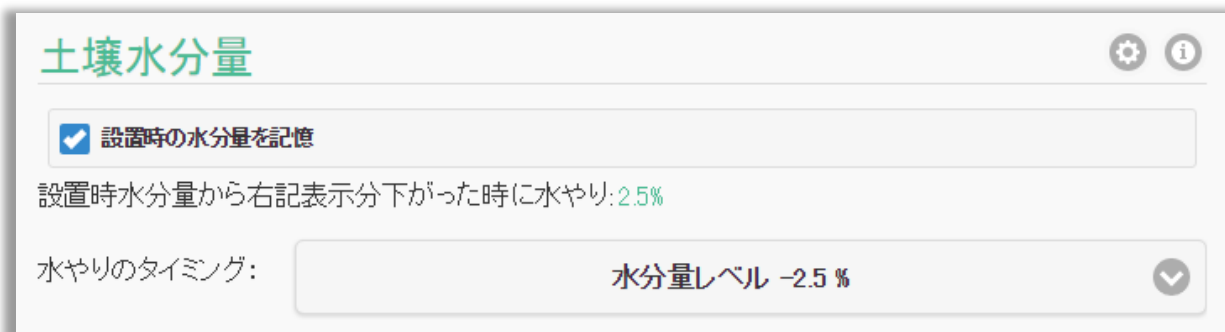 土壌水分量
設置時の水分量を記憶
設置時水分量から右記表示分下がった時に水やり:2.5%
水やりのタイミング: 水分量レベル -2.5 %